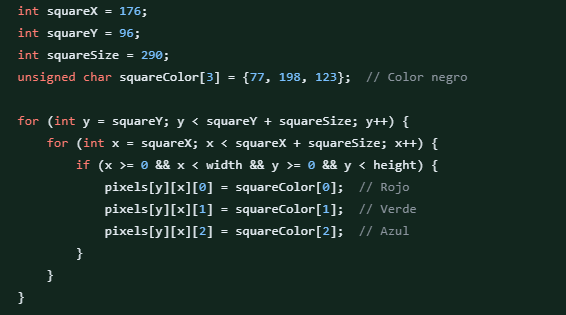 int squareX = 176;
int squareY = 96;
int squareSize = 290;
unsigned char squareColor[3] = {77, 198, 123};  // Color negro

for (int y = squareY; y < squareY + squareSize; y++) {
    for (int x = squareX; x < squareX + squareSize; x++) {
        if (x >= 0 && x < width && y >= 0 && y < height) {
            pixels[y][x][0] = squareColor[0];  // Rojo
            pixels[y][x][1] = squareColor[1];  // Verde
            pixels[y][x][2] = squareColor[2];  // Azul
        }
    }
}